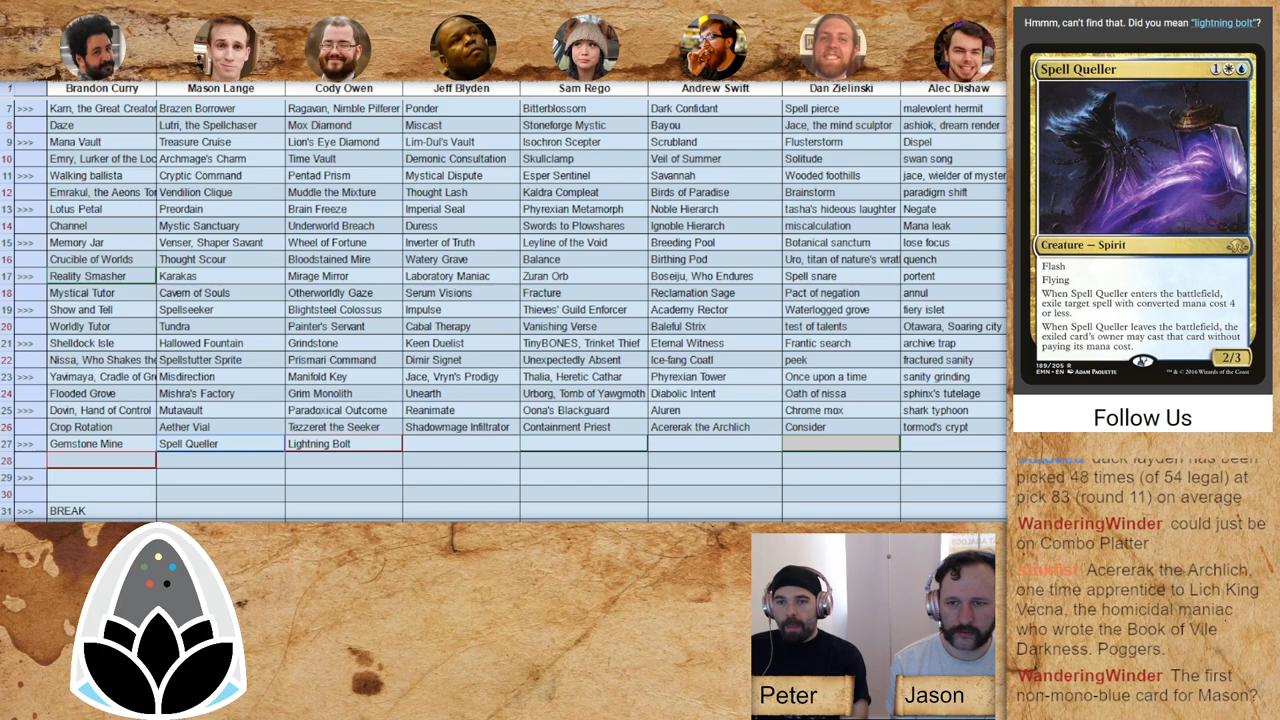 Hmmm, can't find that. Did you mean "lightning bolt"?
1 Brandon Curry Mason Lange Cody Owen Jeff Blyden Sam Rego Andrew Swift Dan Zielinski Alec Dishaw
7 >>> Karn, the Great Creator Brazen Borrower Ragavan, Nimble Pilferer Ponder Bitterblossom Dark Confidant Spell pierce malevolent hermit
8 Daze Lutri, the Spellchaser Mox Diamond Miscast Stoneforge Mystic Bayou Jace, the mind sculptor ashiok, dream render
9 >>> Mana Vault Treasure Cruise Lion's Eye Diamond Lim-Dul's Vault Isochron Scepter Scrubland Flusterstorm Dispel
10 Emry, Lurker of the Loc Archmage's Charm Time Vault Demonic Consultation Skullclamp Veil of Summer Solitude swan song
11 >>> Walking ballista Cryptic Command Pentad Prism Mystical Dispute Esper Sentinel Savannah Wooded foothills jace, wielder of myster
12 Emrakul, the Aeons Tor Vendilion Clique Muddle the Mixture Thought Lash Kaldra Compleat Birds of Paradise Brainstorm paradigm shift
13 >>> Lotus Petal Preordain Brain Freeze Imperial Seal Phyrexian Metamorph Noble Hierarch tasha's hideous laughter Negate
14 Channel Mystic Sanctuary Underworld Breach Duress Swords to Plowshares Ignoble Hierarch miscalculation Mana leak
15 >>> Memory Jar Venser, Shaper Savant Wheel of Fortune Inverter of Truth Leyline of the Void Breeding Pool Botanical sanctum lose focus
16 Crucible of Worlds Thought Scour Bloodstained Mire Watery Grave Balance Birthing Pod Uro, titan of nature's wrat quench
17 >>> Reality Smasher Karakas Mirage Mirror Laboratory Maniac Zuran Orb Boseiju, Who Endures Spell snare portent
18 Mystical Tutor Cavern of Souls Otherworldly Gaze Serum Visions Fracture Reclamation Sage Pact of negation annul
19 >>> Show and Tell Spellseeker Blightsteel Colossus Impulse Thieves' Guild Enforcer Academy Rector Waterlogged grove fiery islet
20 Worldly Tutor Tundra Painter's Servant Cabal Therapy Vanishing Verse Baleful Strix test of talents Otawara, Soaring city
21 >>> Shelldock Isle Hallowed Fountain Grindstone Keen Duelist TinyBONES, Trinket Thief Eternal Witness Frantic search archive trap
22 Nissa, Who Shakes the Spellstutter Sprite Prismari Command Dimir Signet Unexpectedly Absent Ice-fang Coatl peek fractured sanity
23 >>> Yavimaya, Cradle of Gr Misdirection Manifold Key Jace, Vryn's Prodigy Thalia, Heretic Cathar Phyrexian Tower Once upon a time sanity grinding
24 Flooded Grove Mishra's Factory Grim Monolith Unearth Urborg, Tomb of Yawgmoth Diabolic Intent Oath of nissa sphinx's tutelage
25 >>> Dovin, Hand of Control Mutavault Paradoxical Outcome Reanimate Oona's Blackguard Aluren Chrome mox shark typhoon
26 Crop Rotation Aether Vial Tezzeret the Seeker Shadowmage Infiltrator Containment Priest Acererak the Archlich Consider tormod's crypt
27 >>> Gemstone Mine Spell Queller Lightning Bolt
28
29 >>>
30
31 >>> BREAK
Spell Queller 1
Creature — Spirit
Flash
Flying
When Spell Queller enters the battlefield,
exile target spell with converted mana cost 4
or less.
When Spell Queller leaves the battlefield, the
exiled card's owner may cast that card without
paying its mana cost.
2/3
189/205 R
EMN • EN ADAM PAQUETTE ™ & © 2016 Wizards of the Coast
Follow Us
picked 48 times (of 54 legal) at
pick 83 (round 11) on average
WanderingWinder could just be
on Combo Platter
Acererak the Archlich,
one time apprentice to Lich King
Vecna, the homicidal maniac
who wrote the Book of Vile
Darkness. Poggers.
WanderingWinder The first
non-mono-blue card for Mason?
Peter
Jason